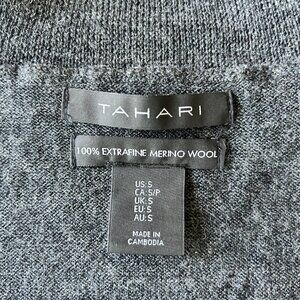 TAHARI
100% EXTRAFINE MERINO WOOL
US:S
CA:S/P
UK:S
EU:S
AU:S
MADE IN
CAMBODIA